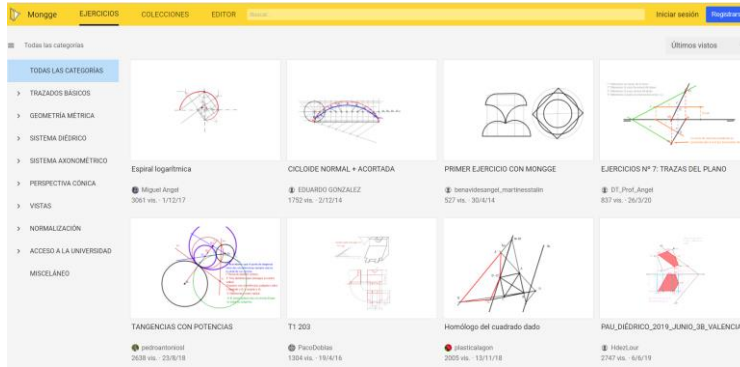 Mongge EJERCICIOS COLECCIONES EDITOR Buscar Iniciar sesión
Todas las categorías Últimos vistos
TODAS LAS CATEGORÍAS
TRAZADOS BÁSICOS
GEOMETRÍA MÉTRICA
SISTEMA DIÉDRICO
SISTEMA AXONOMÉTRICO
PERSPECTIVA CÓNICA
VISTAS
NORMALIZACIÓN
ACCESO A LA UNIVERSIDAD
MISCELÁNEO
Espiral logarítmica
Miguel Angel
3061 vis. · 1/12/17
CICLOIDE NORMAL + ACORTADA
EDUARDO GONZALEZ
1752 vis. · 2/12/14
PRIMER EJERCICIO CON MONGGE
benavidesangel_martinesstalin
527 vis. · 30/4/14
EJERCICIOS Nº 7: TRAZAS DEL PLANO
DT_Prof_Angel
837 vis. · 26/3/20
TANGENCIAS CON POTENCIAS
pedroantoniost
2638 vis. · 23/8/18
T1 203
PacoDoblas
1304 vis. · 19/4/16
Homólogo del cuadrado dado
plasticalagon
2005 vis. · 13/11/18
PAU_DIÉDRICO_2019_JUNIO_3B_VALENCIA
HdezLour
2747 vis. · 6/6/19